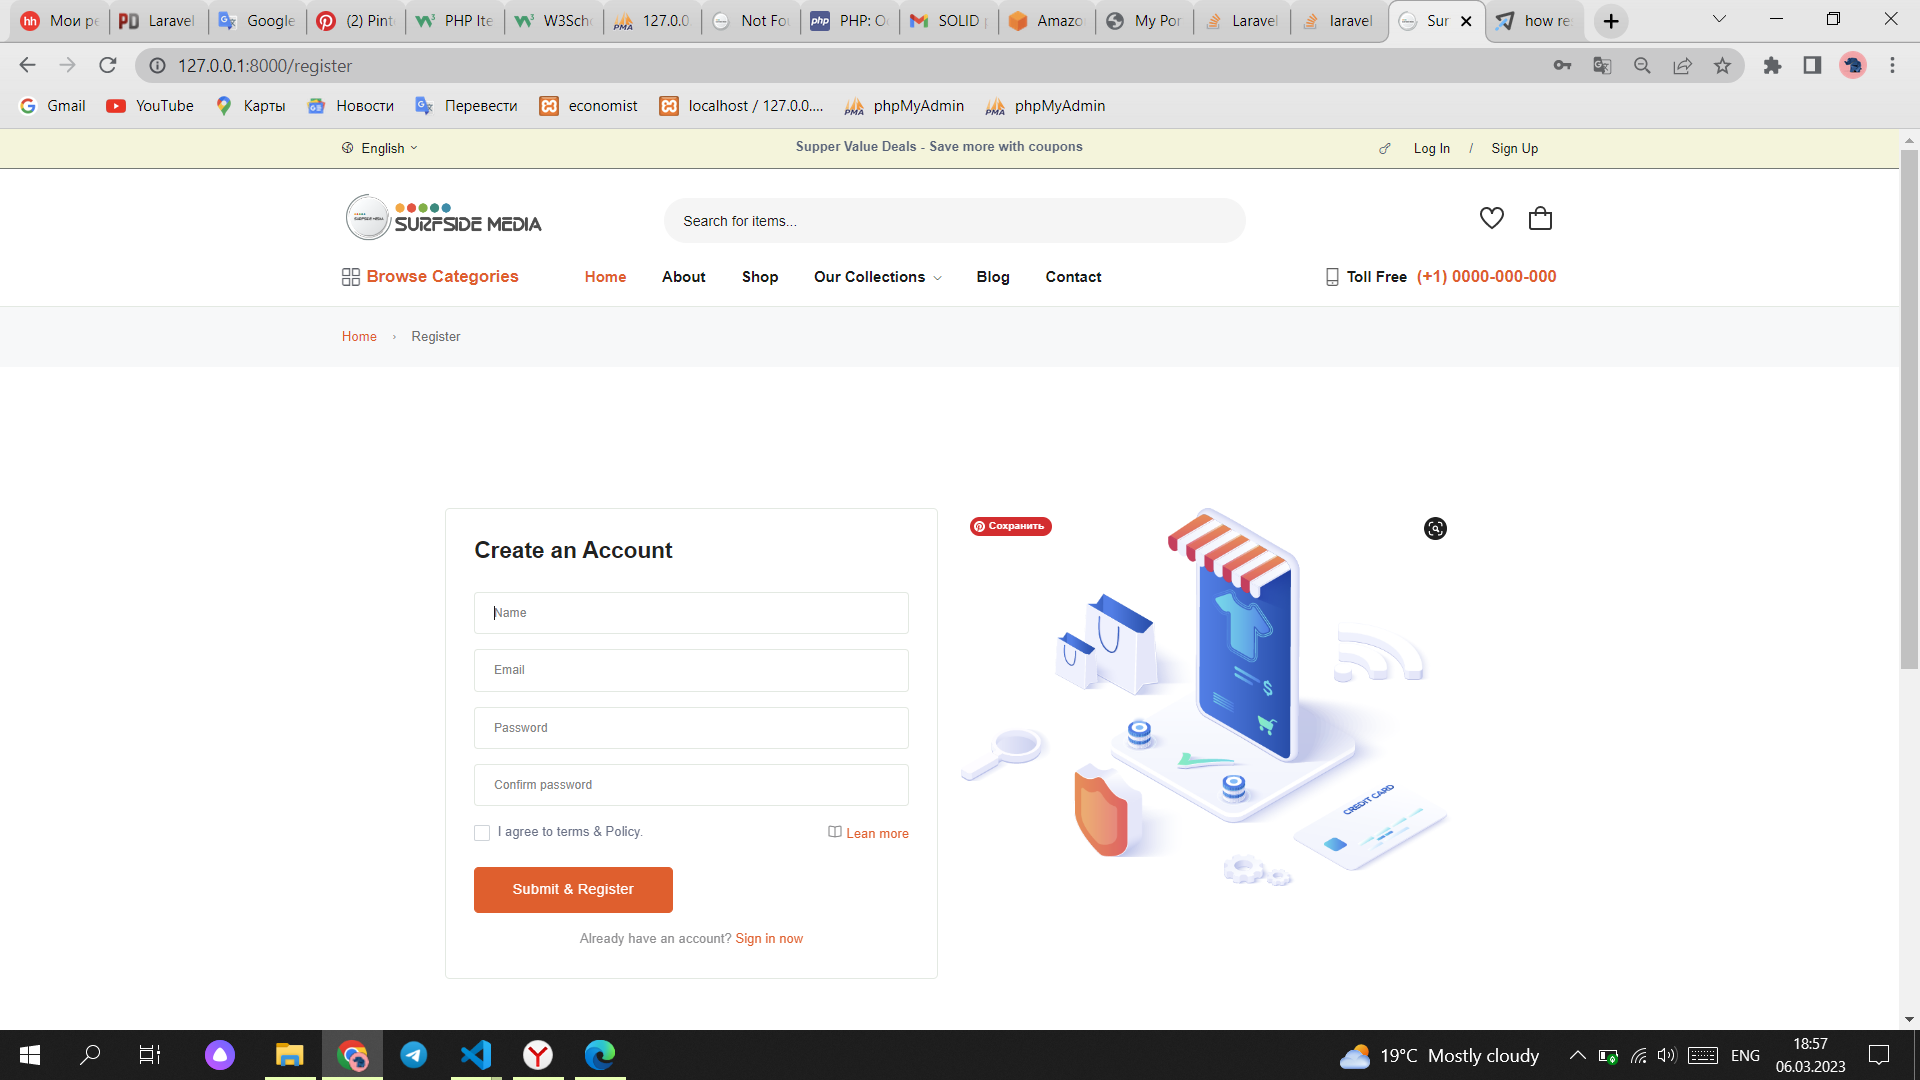 Мои ре
Laravel
Google
(2) Pint
PHP Ite
W3Sch
127.0.0
Not Fou
PHP: O
SOLID p
Amazo
My Por
Laravel
laravel
Sur
how re
127.0.0.1:8000/register
Gmail
YouTube
Карты
Новости
Перевести
economist
localhost / 127.0.0....
phpMyAdmin
phpMyAdmin
English
Supper Value Deals - Save more with coupons
Log In / Sign Up
SURFSIDE MEDIA
Search for items...
Browse Categories
Home
About
Shop
Our Collections
Blog
Contact
Toll Free (+1) 0000-000-000
Home › Register
Create an Account
Name
Email
Password
Confirm password
I agree to terms & Policy.
Lean more
Submit & Register
Already have an account? Sign in now
Сохранить
CREDIT CARD
19°C Mostly cloudy
ENG
18:57
06.03.2023